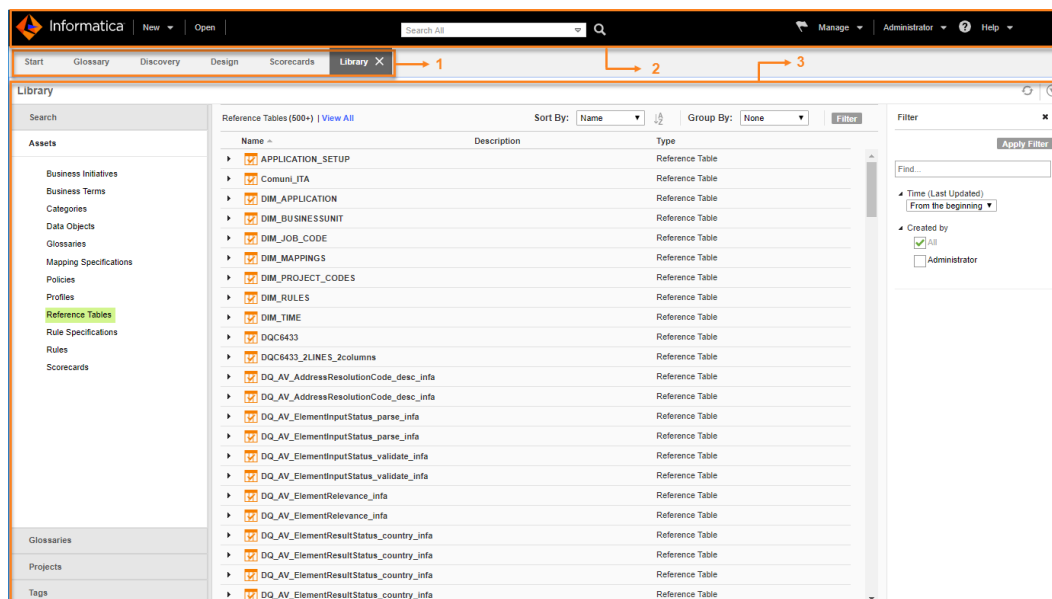 Informatica New Open Search All Manage Administrator Help
Start Glossary Discovery Design Scorecards Library 1 2 3
Library
Search
Assets
Business Initiatives
Business Terms
Categories
Data Objects
Glossaries
Mapping Specifications
Policies
Profiles
Reference Tables
Rule Specifications
Rules
Scorecards
Glossaries
Projects
Tags
Reference Tables (500+) | View All Sort By: Name Group By: None Filter
Name Description Type
APPLICATION_SETUP Reference Table
Comuni_ITA Reference Table
DIM_APPLICATION Reference Table
DIM_BUSINESSUNIT Reference Table
DIM_JOB_CODE Reference Table
DIM_MAPPINGS Reference Table
DIM_PROJECT_CODES Reference Table
DIM_RULES Reference Table
DIM_TIME Reference Table
DQC6433 Reference Table
DQC6433_2LINES_2columns Reference Table
DQ_AV_AddressResolutionCode_desc_infa Reference Table
DQ_AV_AddressResolutionCode_desc_infa Reference Table
DQ_AV_ElementInputStatus_parse_infa Reference Table
DQ_AV_ElementInputStatus_parse_infa Reference Table
DQ_AV_ElementInputStatus_validate_infa Reference Table
DQ_AV_ElementInputStatus_validate_infa Reference Table
DQ_AV_ElementRelevance_infa Reference Table
DQ_AV_ElementRelevance_infa Reference Table
DQ_AV_ElementResultStatus_country_infa Reference Table
DQ_AV_ElementResultStatus_country_infa Reference Table
DQ_AV_ElementResultStatus_country_infa Reference Table
DQ_AV_ElementResultStatus_country_infa Reference Table
Filter
Apply Filter
Find...
Time (Last Updated)
From the beginning
Created by
All
Administrator